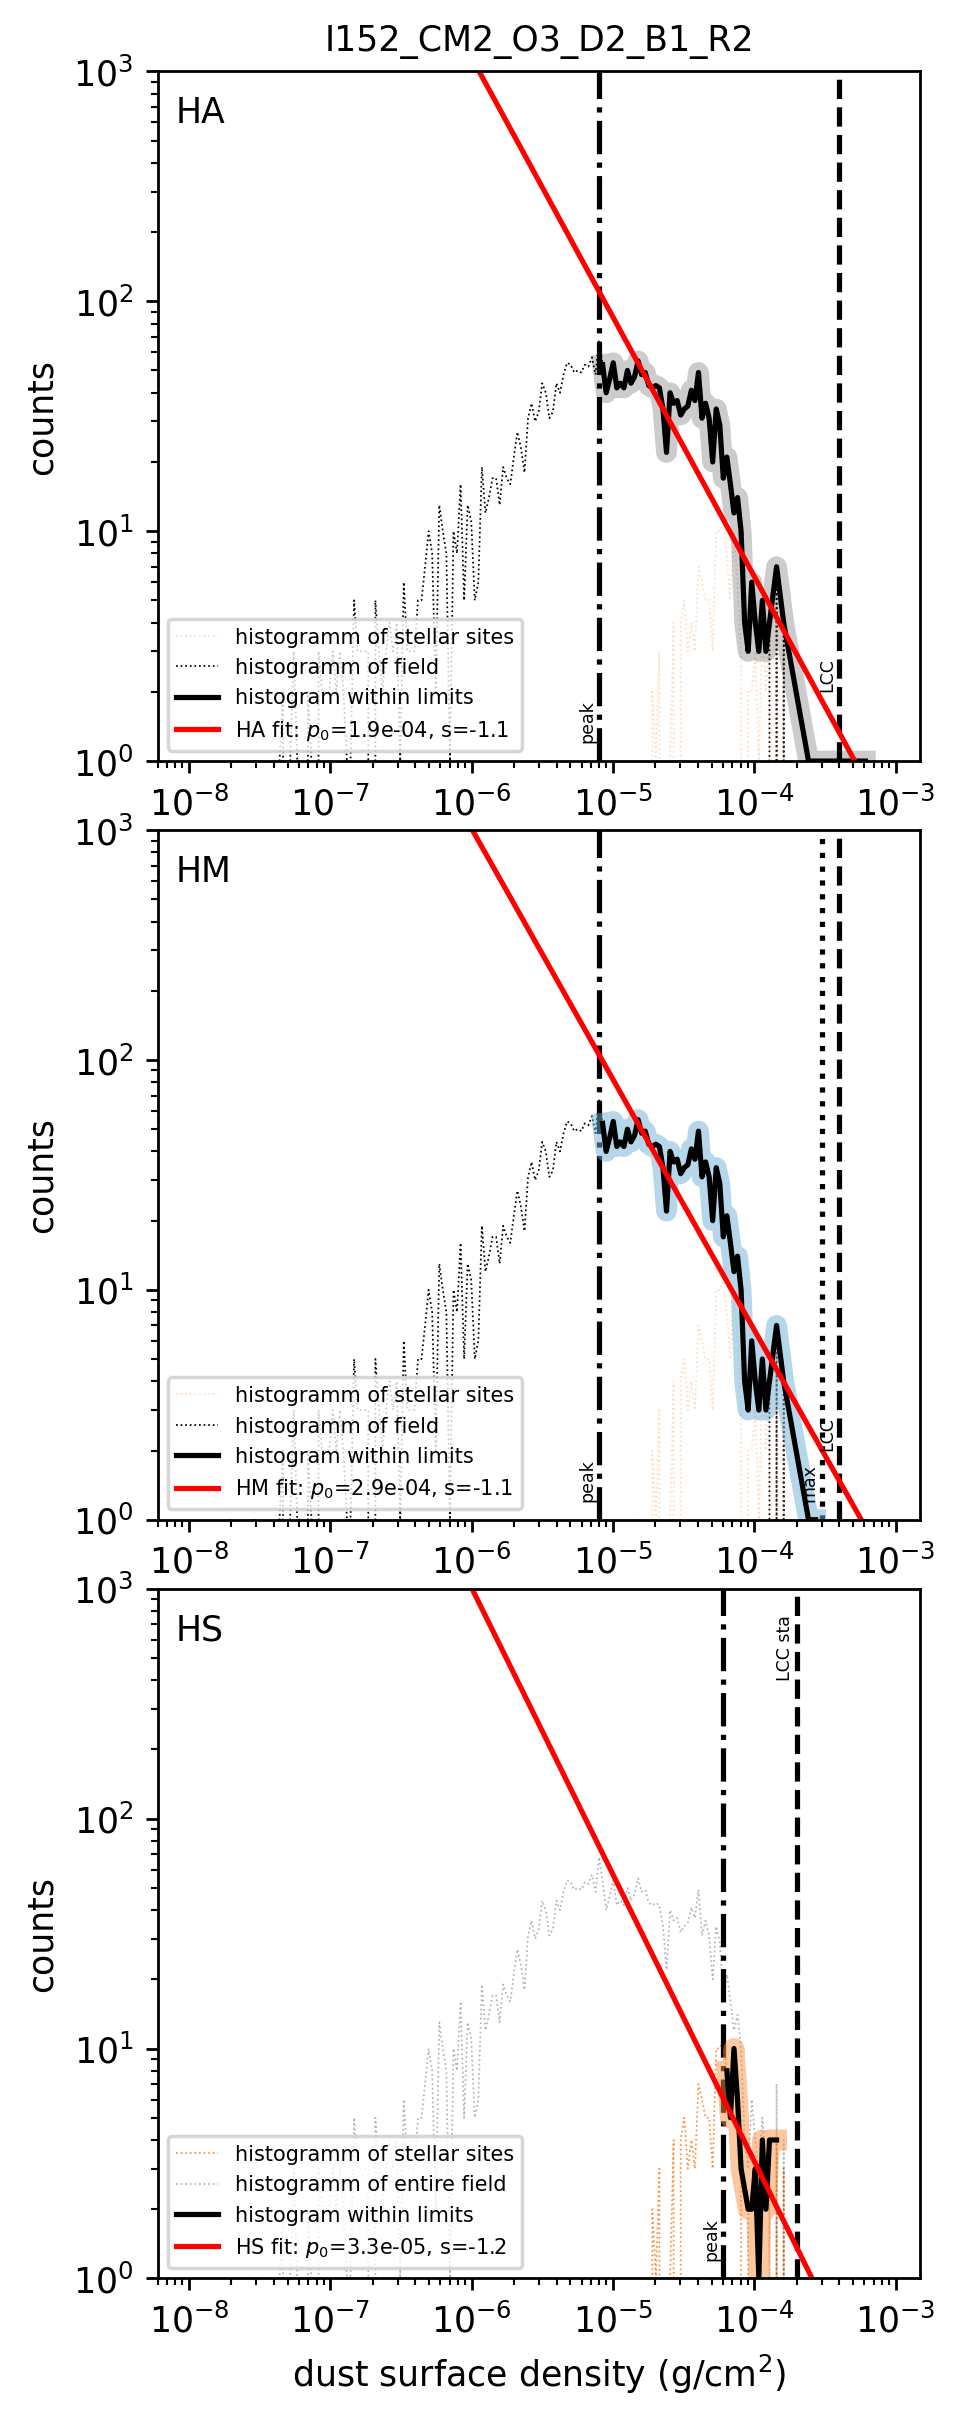 I152_CM2_O3_D2_B1_R2
10³
HA
10²
counts
10¹
histogramm of stellar sites
histogramm of field
histogram within limits
HA fit: p₀=1.9e-04, s=-1.1
peak
LCC
10⁰
10⁻⁸ 10⁻⁷ 10⁻⁶ 10⁻⁵ 10⁻⁴ 10⁻³
10³
HM
10²
counts
10¹
histogramm of stellar sites
histogramm of field
histogram within limits
HM fit: p₀=2.9e-04, s=-1.1
peak
max
LCC
10⁰
10⁻⁸ 10⁻⁷ 10⁻⁶ 10⁻⁵ 10⁻⁴ 10⁻³
10³
HS
LCC sta
10²
counts
10¹
histogramm of stellar sites
histogramm of entire field
histogram within limits
HS fit: p₀=3.3e-05, s=-1.2
peak
10⁰
10⁻⁸ 10⁻⁷ 10⁻⁶ 10⁻⁵ 10⁻⁴ 10⁻³
dust surface density (g/cm²)